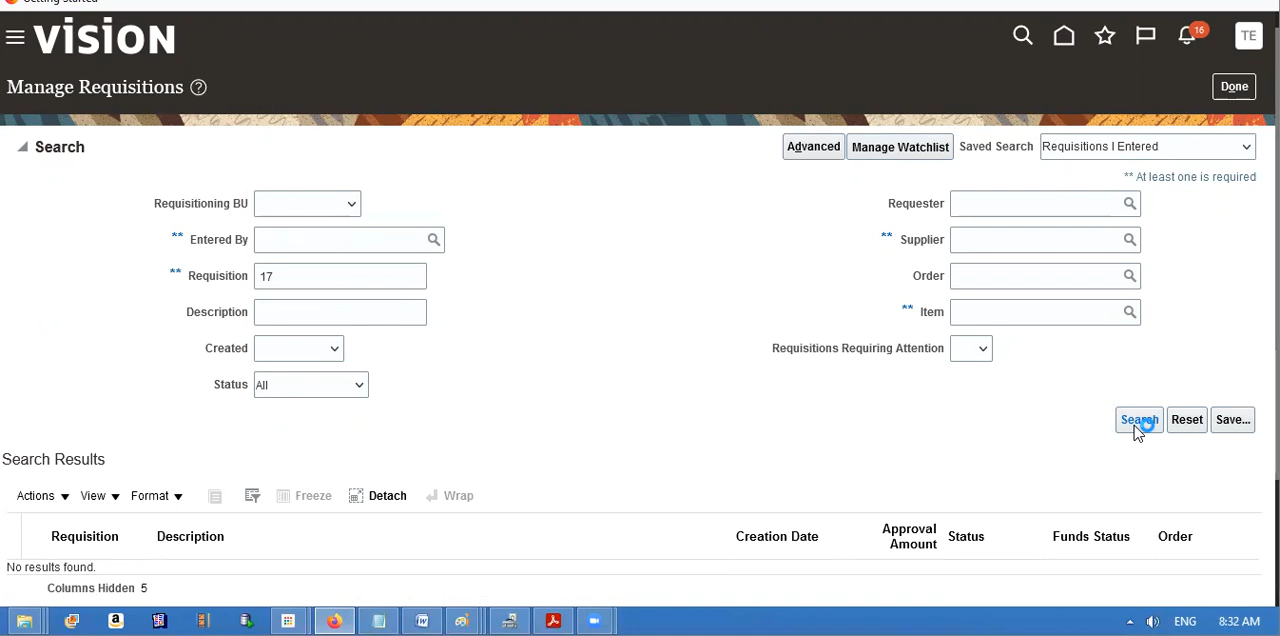 Getting started
VISION
16
TE
Manage Requisitions
Done
Search
Advanced
Manage Watchlist
Saved Search
Requisitions I Entered
** At least one is required
Requisitioning BU
Requester
** Entered By
** Supplier
** Requisition 17
Order
Description
** Item
Created
Requisitions Requiring Attention
Status All
Search
Reset
Save...
Search Results
Actions View Format Freeze Detach Wrap
Requisition Description Creation Date Approval Amount Status Funds Status Order
No results found.
Columns Hidden 5
ENG 8:32 AM